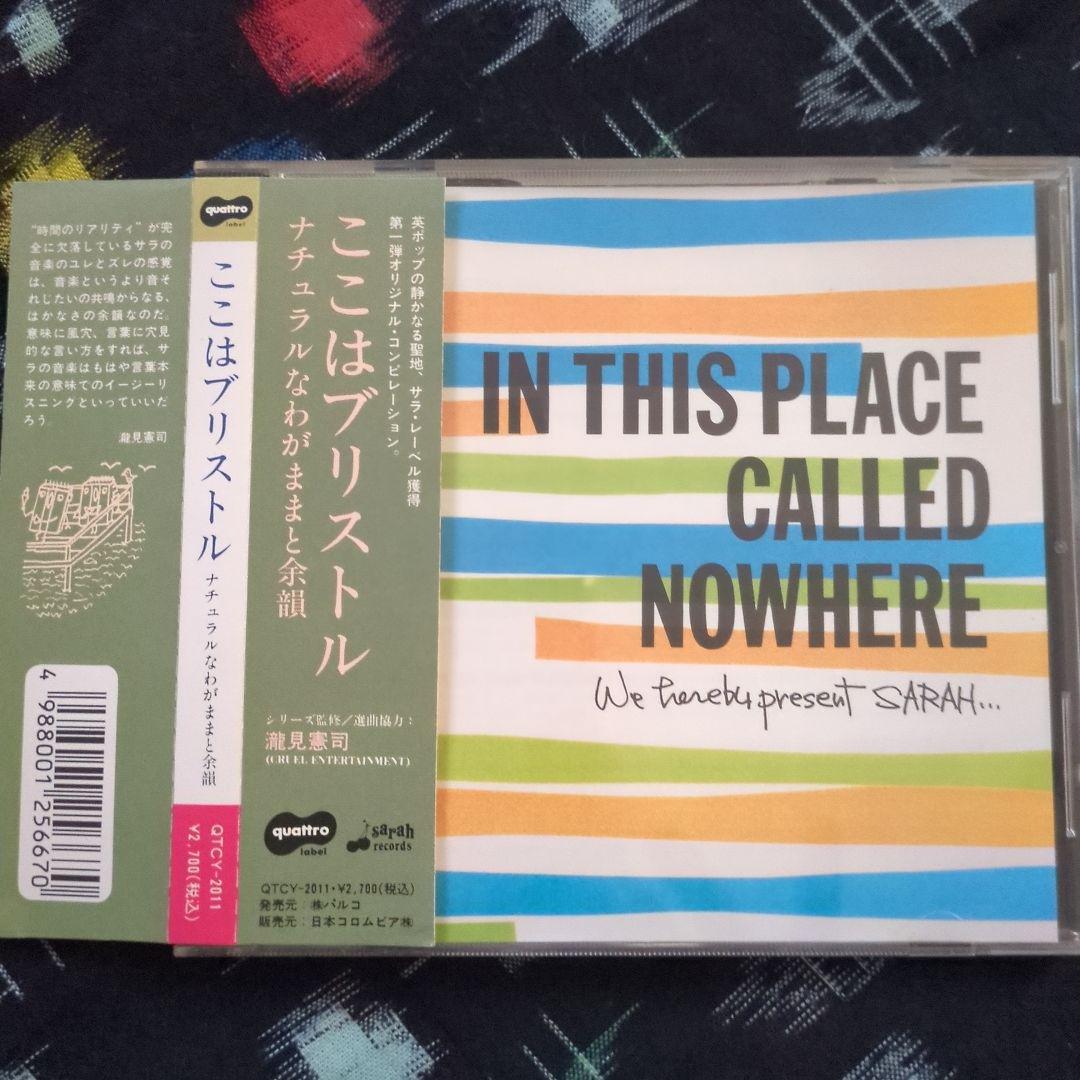 “時間のリアリティ”が完
全に欠落しているサラの
音楽のユレとズレの感覚
は、音楽というより音そ
れじたいの共鳴からなる、
はかなさの余韻なのだ。
意味に風穴、言葉に穴見
的な言い方をすれば、サ
ラの音楽はもはや言葉本
来の意味でのイージーリ
スニングといっていいだ
ろう。
瀧見憲司
4 988001 256670
quattro
label
ここはブリストル
ナチュラルなわがままと余韻
QTCY-2011
¥2,700(税込)
英ポップの静かなる聖地、サラ・レーベル獲得
第一弾オリジナル・コンピレーション。
ここはブリストル
ナチュラルなわがままと余韻
シリーズ監修/選曲協力:
瀧見憲司
(CRUEL ENTERTAINMENT)
quattro
label
sarah
records
QTCY-2011・¥2,700(税込)
発売元:㈱パルコ
販売元:日本コロムビア㈱
IN THIS PLACE
CALLED
NOWHERE
We hereby present SARAH...